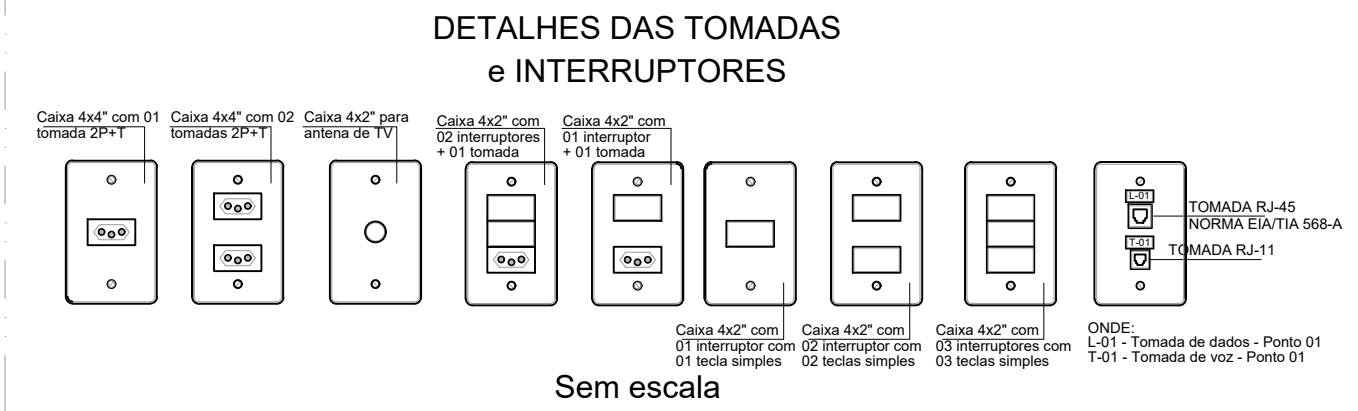 DETALHES DAS TOMADAS
e INTERRUPTORES
Caixa 4x4" com 01
tomada 2P+T
Caixa 4x4" com 02
tomadas 2P+T
Caixa 4x2" para
antena de TV
Caixa 4x2" com
02 interruptores
+ 01 tomada
Caixa 4x2" com
01 interruptor
+ 01 tomada
L-01
TOMADA RJ-45
NORMA EIA/TIA 568-A
T-01
TOMADA RJ-11
Caixa 4x2" com
01 interruptor com
01 tecla simples
Caixa 4x2" com
02 interruptor com
02 teclas simples
Caixa 4x2" com
03 interruptores com
03 teclas simples
ONDE:
L-01 - Tomada de dados - Ponto 01
T-01 - Tomada de voz - Ponto 01
Sem escala